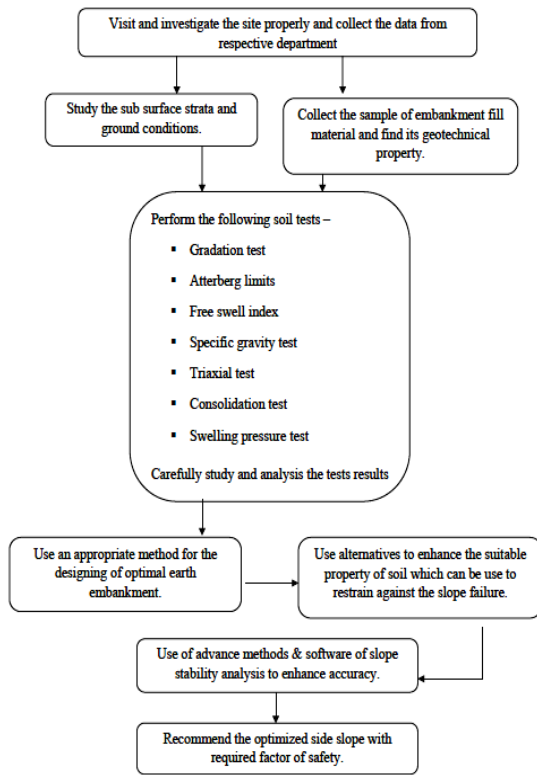 Visit and investigate the site properly and collect the data from
respective department
Study the sub surface strata and
ground conditions.
Collect the sample of embankment fill
material and find its geotechnical
property.
Perform the following soil tests –
▪ Gradation test
▪ Atterberg limits
▪ Free swell index
▪ Specific gravity test
▪ Triaxial test
▪ Consolidation test
▪ Swelling pressure test
Carefully study and analysis the tests results
Use an appropriate method for the
designing of optimal earth
embankment.
Use alternatives to enhance the suitable
property of soil which can be use to
restrain against the slope failure.
Use of advance methods & software of slope
stability analysis to enhance accuracy.
Recommend the optimized side slope with
required factor of safety.